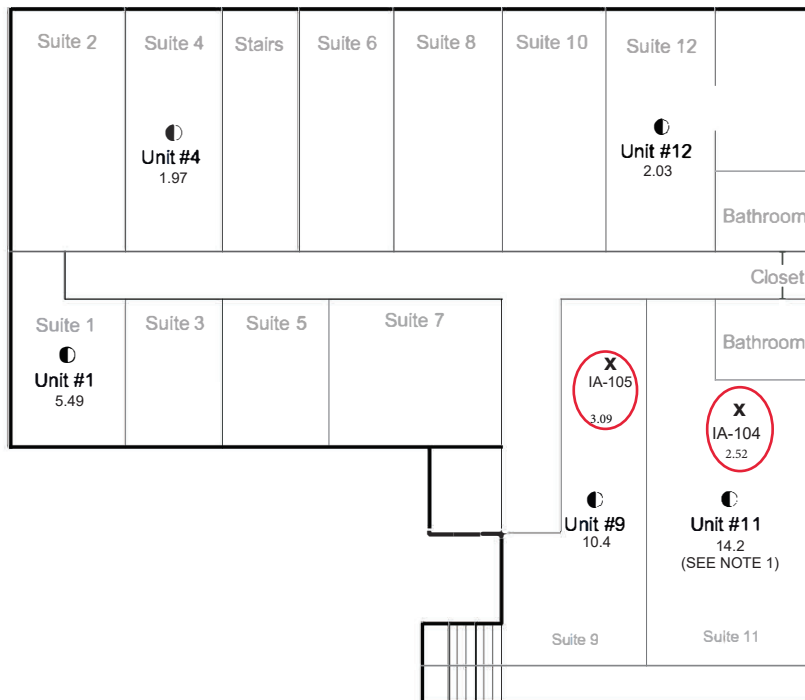 Suite 2
Suite 4
Stairs
Suite 6
Suite 8
Suite 10
Suite 12
Unit #4
1.97
Unit #12
2.03
Bathroom
Closet
Suite 1
Suite 3
Suite 5
Suite 7
Bathroom
Unit #1
5.49
X
IA-105
3.09
X
IA-104
2.52
Unit #9
10.4
Unit #11
14.2
(SEE NOTE 1)
Suite 9
Suite 11